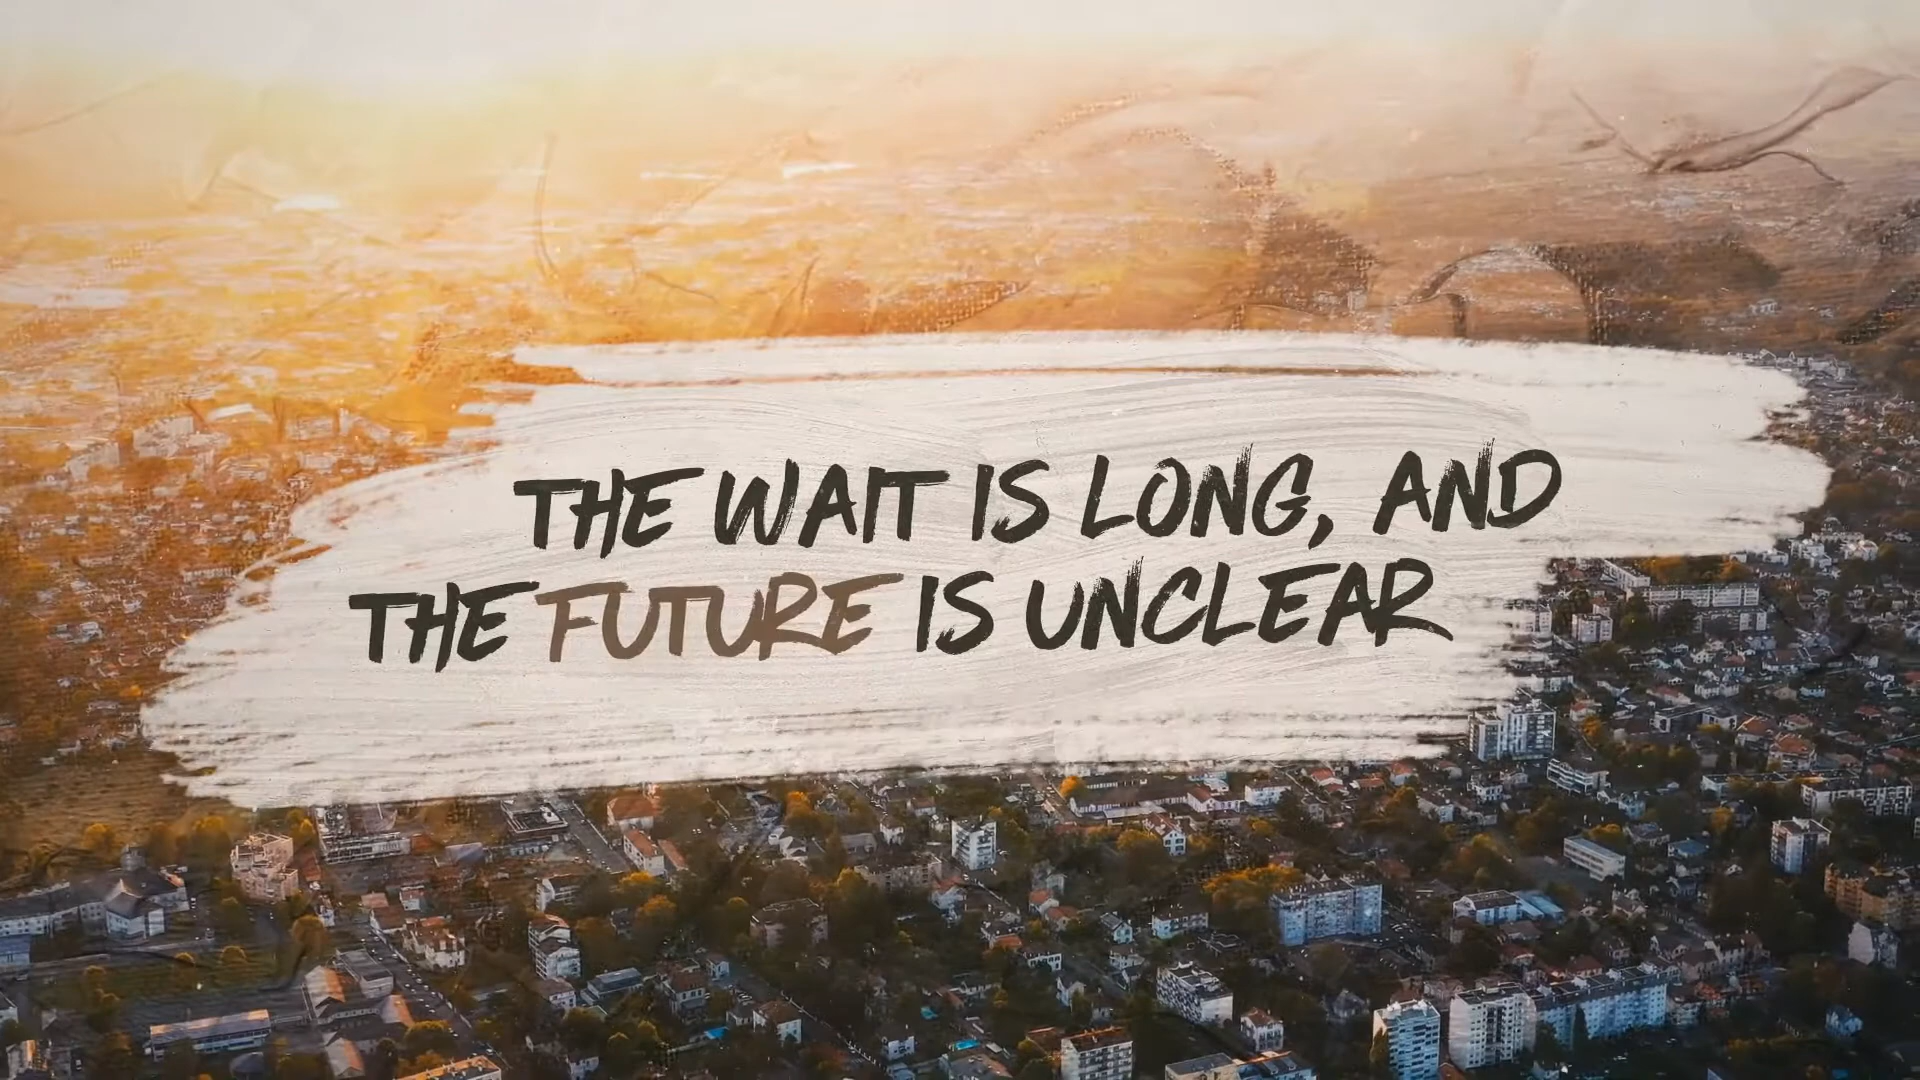 THE WAIT IS LONG, AND
THE FUTURE IS UNCLEAR